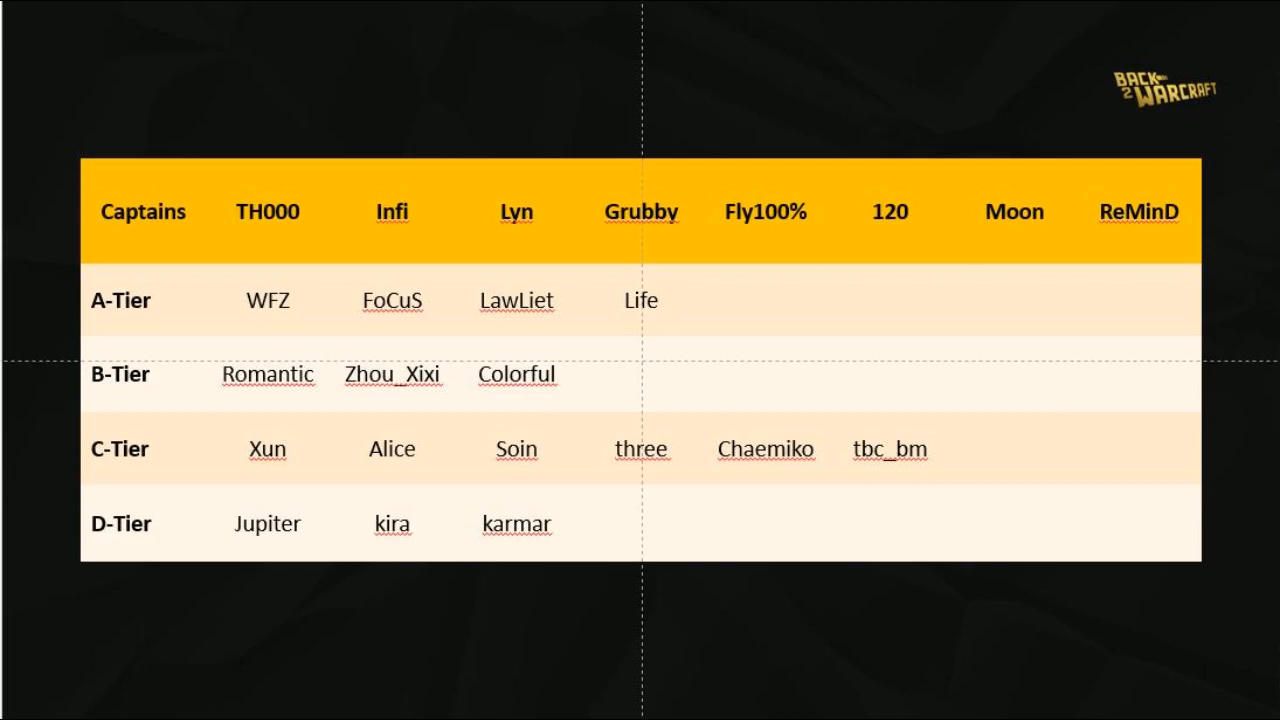 BACK
2
WARCRAFT
Captains TH000 Infi Lyn Grubby Fly100% 120 Moon ReMinD
A-Tier WFZ FoCuS LawLiet Life
B-Tier Romantic Zhou_Xixi Colorful
C-Tier Xun Alice Soin three Chaemiko tbc_bm
D-Tier Jupiter kira karmar